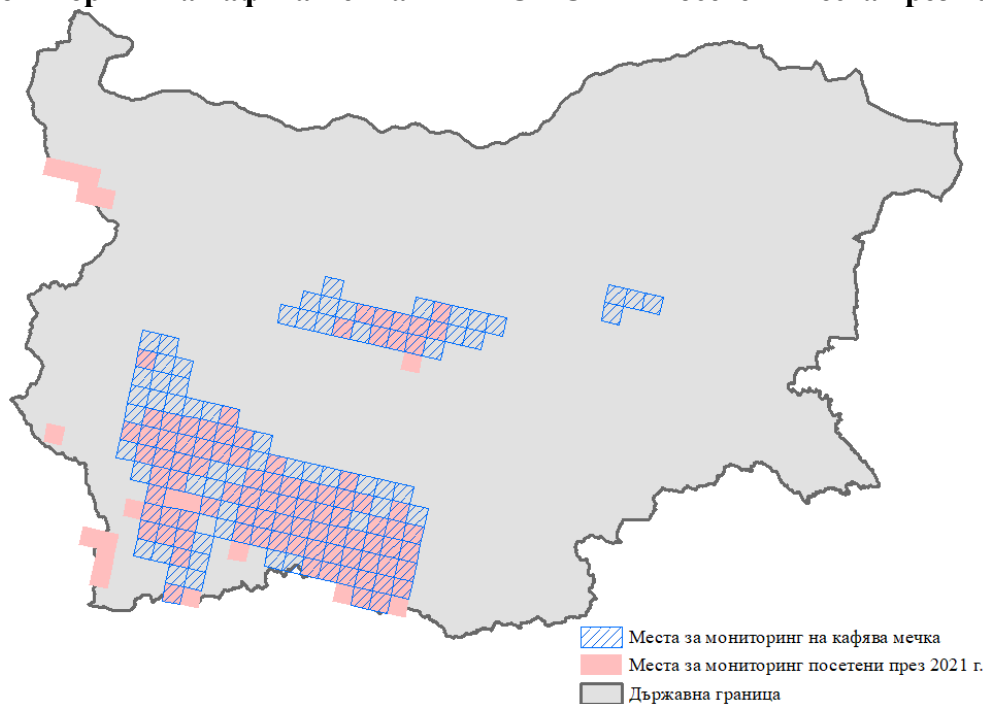 Места за мониторинг на кафява мечка
Места за мониторинг посетени през 2021 г.
Държавна граница